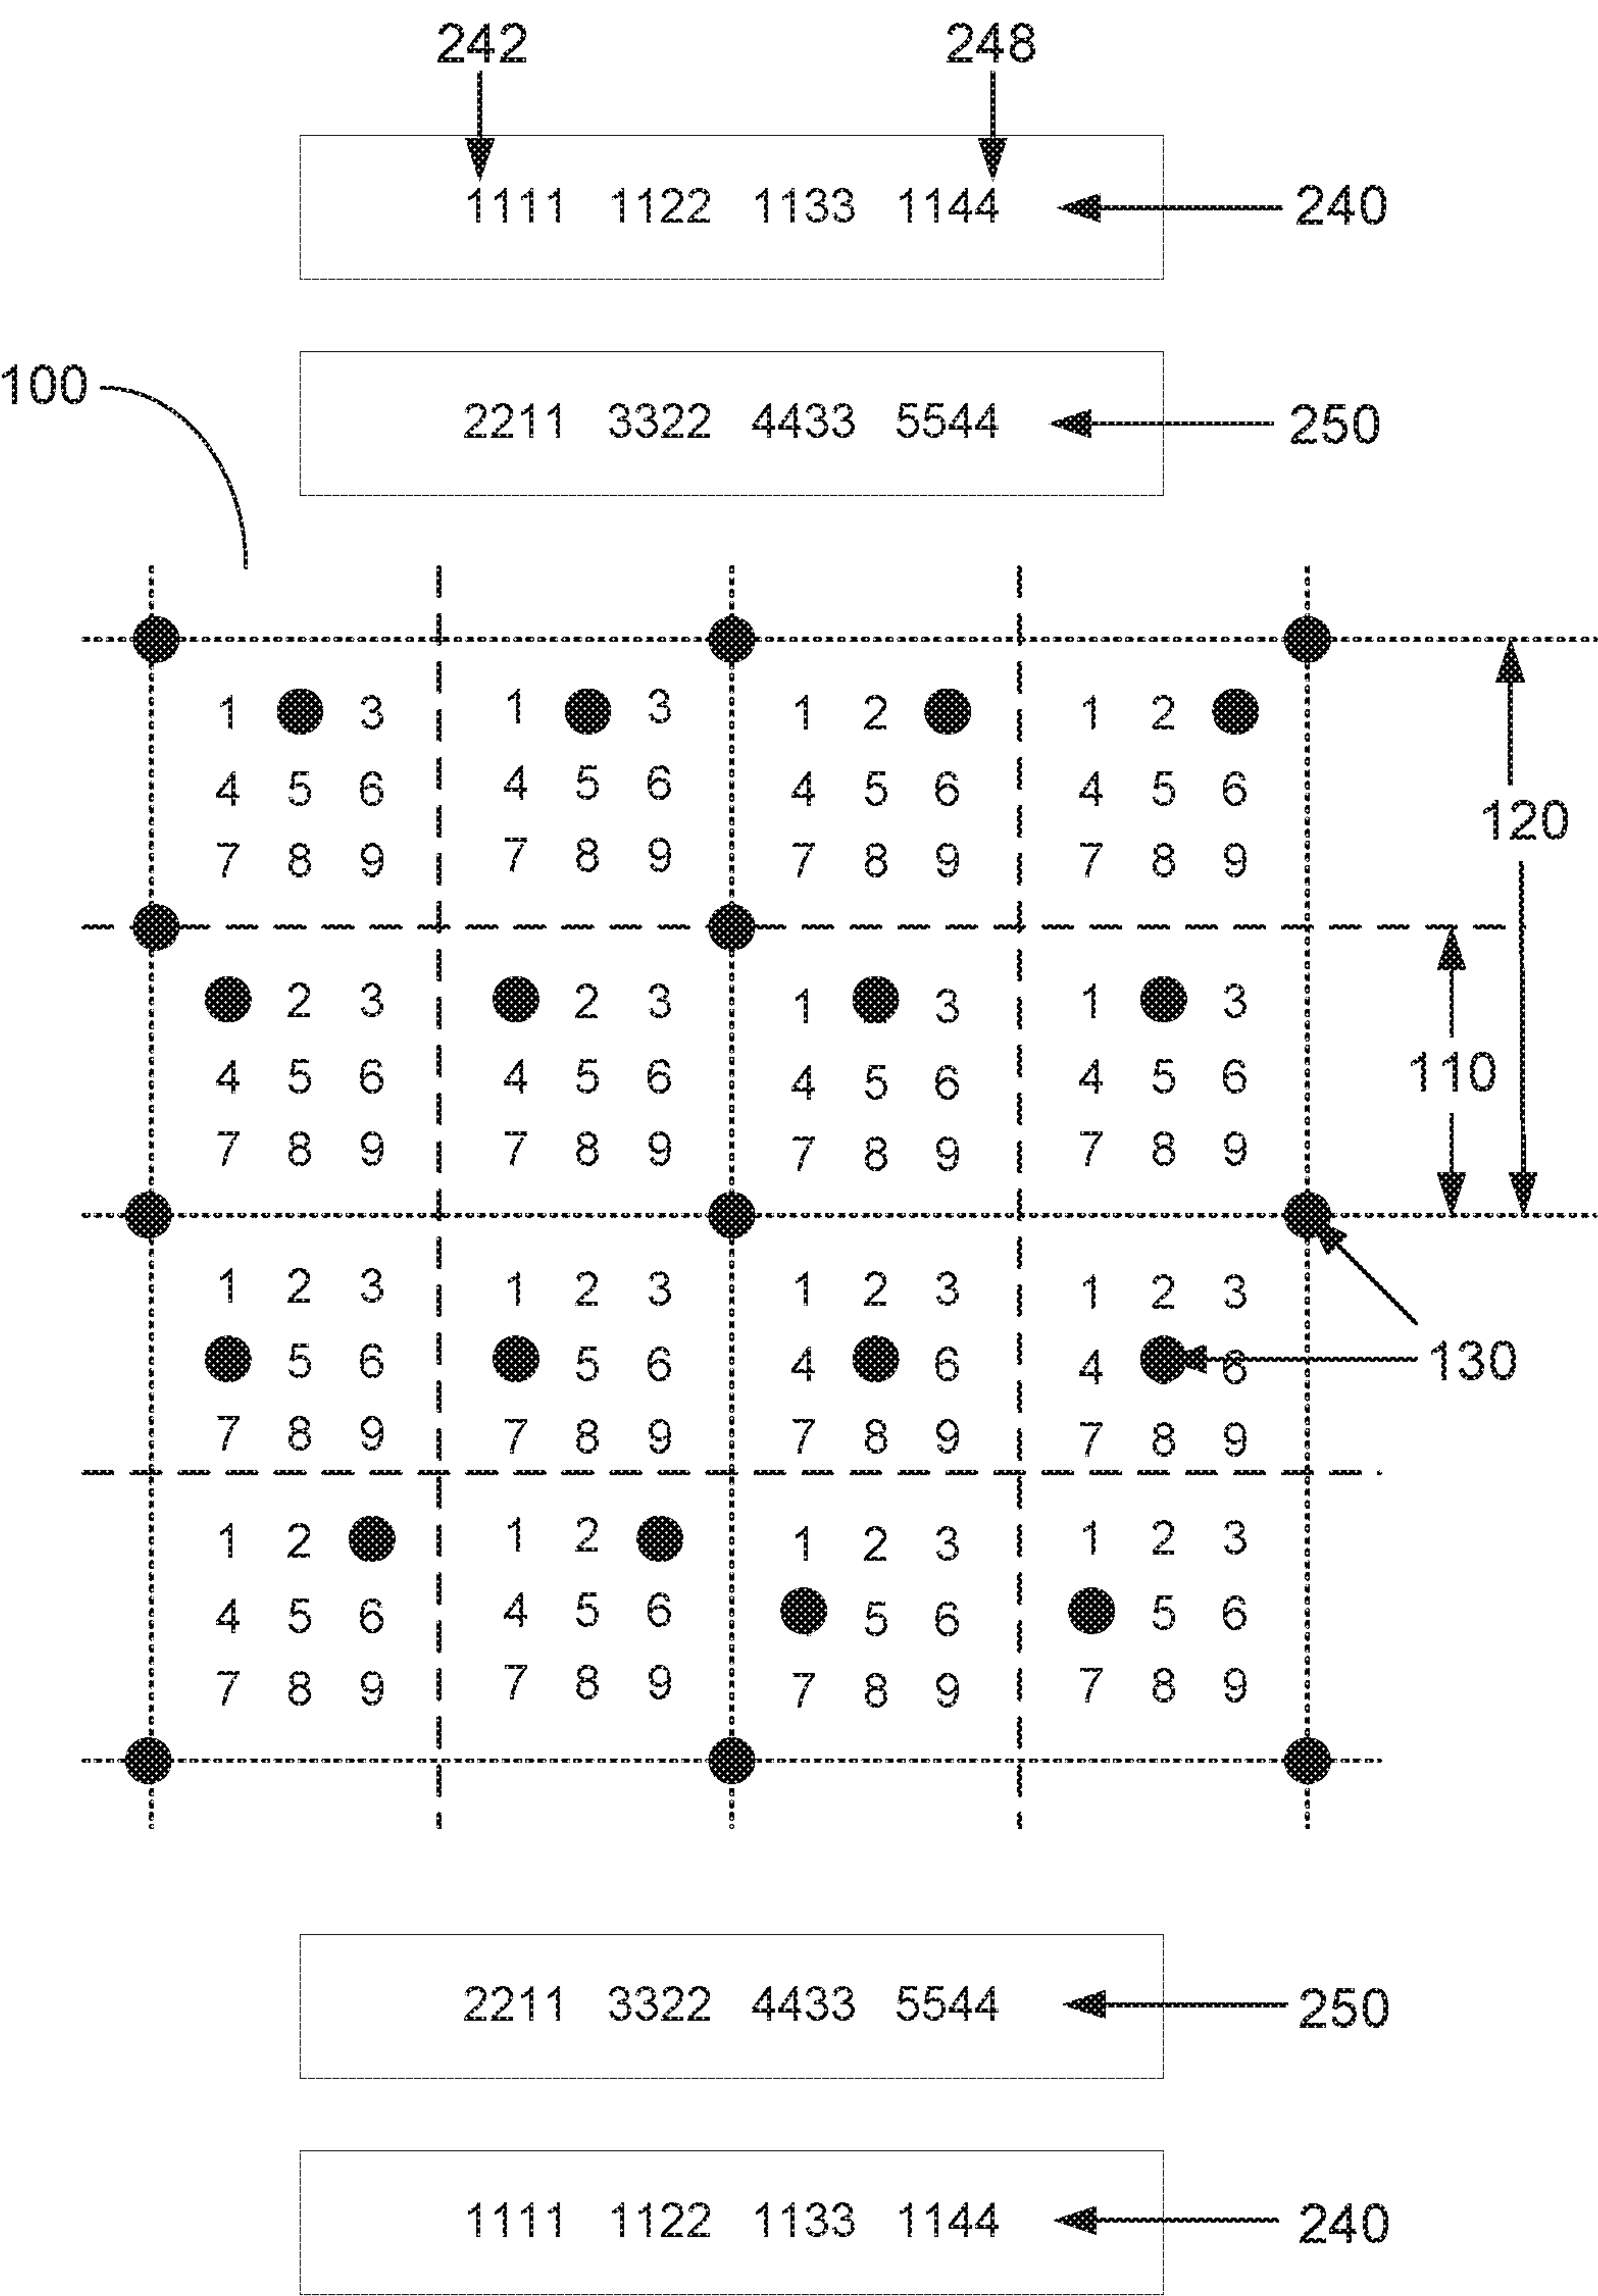 242 248
1111 1122 1133 1144 240
2211 3322 4433 5544 250
100
1 3 1 3 1 2 1 2
4 5 6 4 5 6 4 5 6 4 5 6
120
7 8 9 7 8 9 7 8 9 7 8 9
2 3 2 3 1 3 1 3
4 5 6 4 5 6 4 5 6 4 5 6
110
7 8 9 7 8 9 7 8 9 7 8 9
1 2 3 1 2 3 1 2 3 1 2 3
5 6 5 6 4 6 4 6 130
7 8 9 7 8 9 7 8 9 7 8 9
1 2 1 2 1 2 3 1 2 3
4 5 6 4 5 6 5 6 5 6
7 8 9 7 8 9 7 8 9 7 8 9
2211 3322 4433 5544 250
1111 1122 1133 1144 240